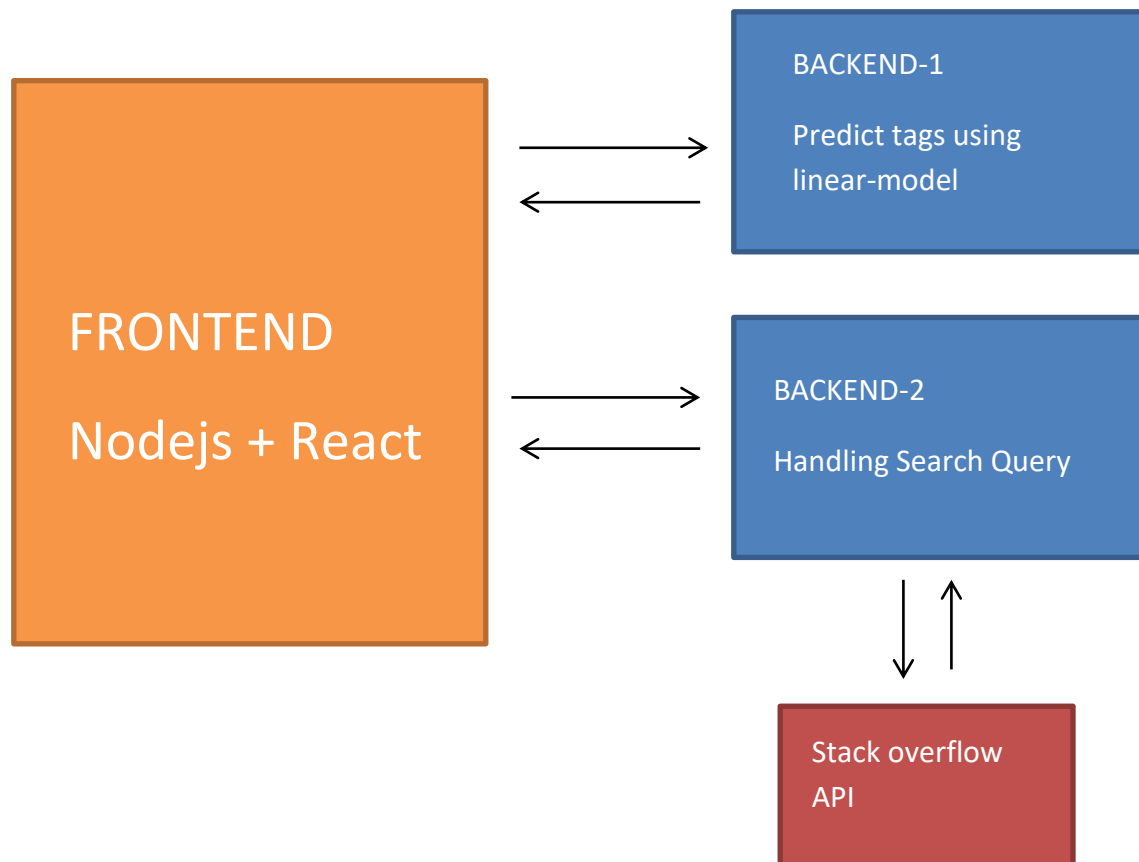 BACKEND-1
Predict tags using
linear-model
FRONTEND
Nodejs + React
BACKEND-2
Handling Search Query
Stack overflow
API